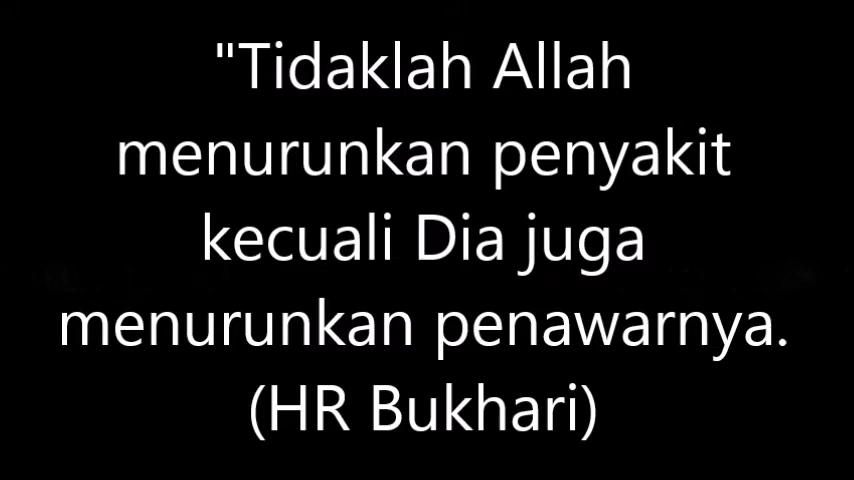 "Tidaklah Allah
menurunkan penyakit
kecuali Dia juga
menurunkan penawarnya.
(HR Bukhari)